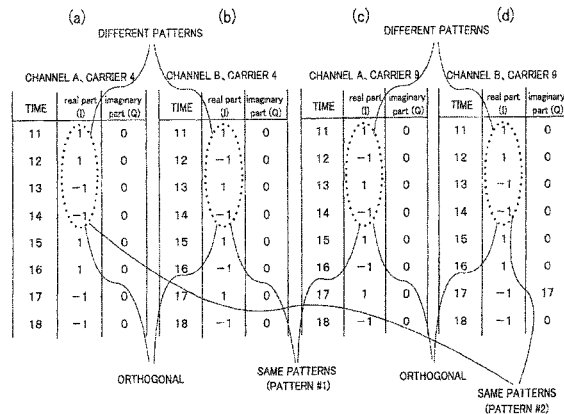 (a) (b) (c) (d)
DIFFERENT PATTERNS DIFFERENT PATTERNS
CHANNEL A, CARRIER 4 CHANNEL B, CARRIER 4 CHANNEL A, CARRIER 9 CHANNEL B, CARRIER 9
TIME real part (I) imaginary part (Q) TIME real part (I) imaginary part (Q) TIME real part (I) imaginary part (Q) TIME real part (I) imaginary part (Q)
11 1 0 11 1 0 11 1 0 11 1 0
12 1 0 12 -1 0 12 -1 0 12 1 0
13 -1 0 13 1 0 13 1 0 13 -1 0
14 -1 0 14 -1 0 14 -1 0 14 -1 0
15 1 0 15 1 0 15 1 0 15 1 0
16 1 0 16 -1 0 16 -1 0 16 1 0
17 -1 0 17 1 0 17 1 0 17 -1 17
18 -1 0 18 -1 0 18 -1 0 18 -1 0
ORTHOGONAL SAME PATTERNS (PATTERN #1) ORTHOGONAL SAME PATTERNS (PATTERN #2)